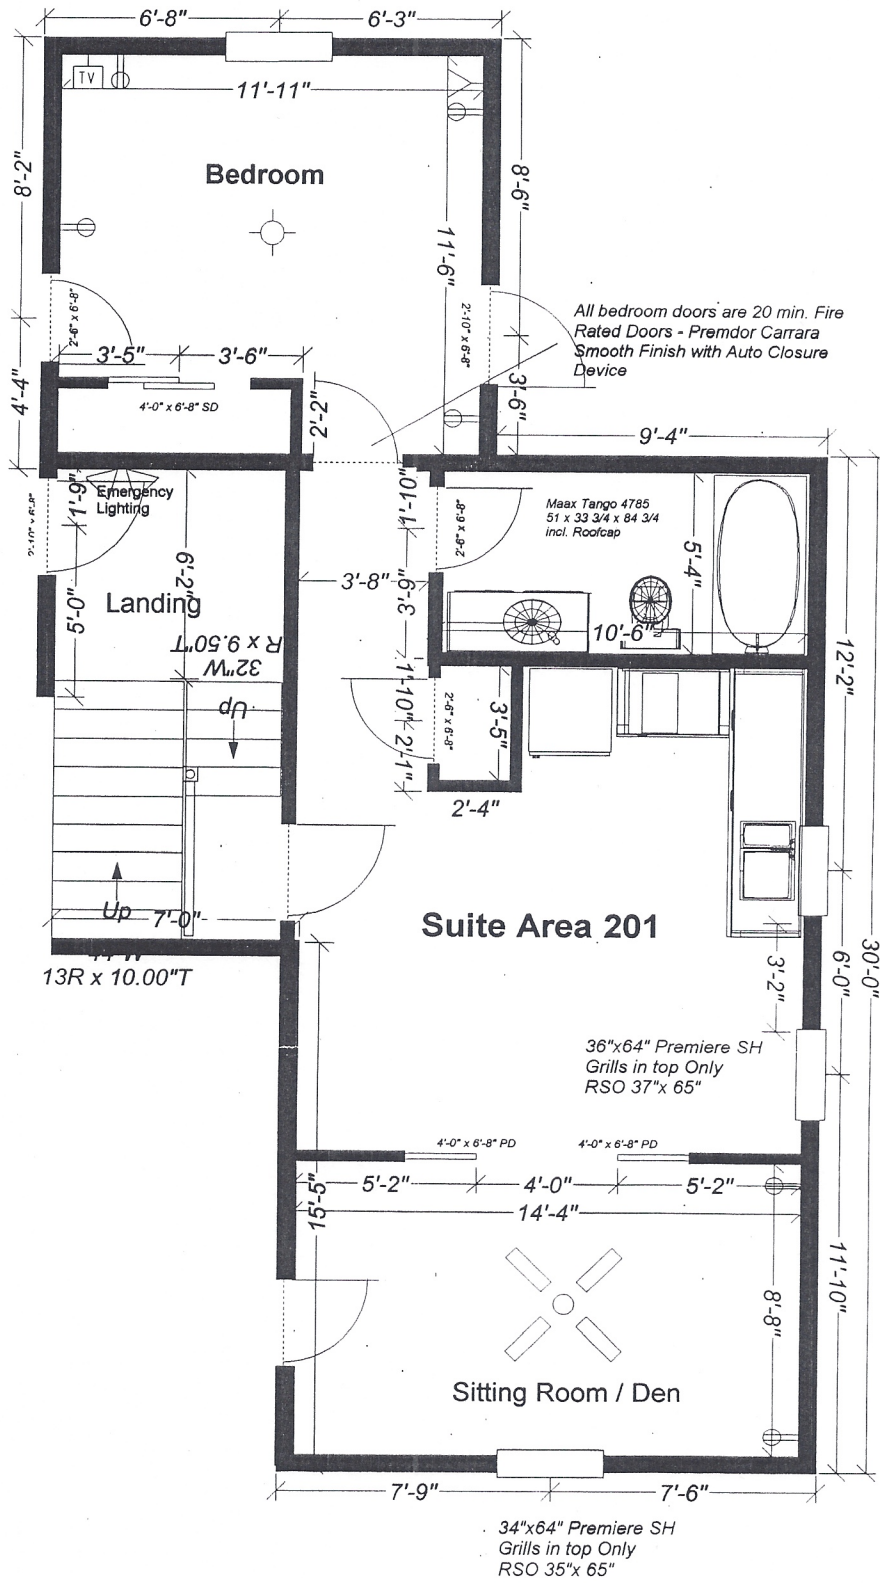 6'-8"
6'-3"
TV
11'-11"
8'-2"
Bedroom
8'-6"
11'-6"
2'-6" x 6'-8"
2'-10" x 6'-8"
All bedroom doors are 20 min. Fire
Rated Doors - Premdor Carrara
Smooth Finish with Auto Closure
Device
3'-5"
3'-6"
4'-4"
4'-0" x 6'-8" SD
2'-2"
3'-6"
9'-4"
1'-9"
Emergency
Lighting
2'-10" x 6'-8"
1'-10"
2'-6" x 6'-8"
Maax Tango 4785
51 x 33 3/4 x 84 3/4
incl. Roofcap
6'-2"
5'-4"
3'-8"
3'-9"
5'-0"
Landing
10'-6"
32"W
R x 9.50"T
12'-2"
Up
1'-10"
2'-6" x 6'-8"
3'-5"
2'-1"
2'-4"
Up
7'-0"
Suite Area 201
3'-2"
6'-0"
30'-0"
13R x 10.00"T
36"x64" Premiere SH
Grills in top Only
RSO 37"x 65"
4'-0" x 6'-8" PD
4'-0" x 6'-8" PD
5'-2"
4'-0"
5'-2"
15'-5"
14'-4"
11'-10"
8'-8"
Sitting Room / Den
7'-9"
7'-6"
34"x64" Premiere SH
Grills in top Only
RSO 35"x 65"